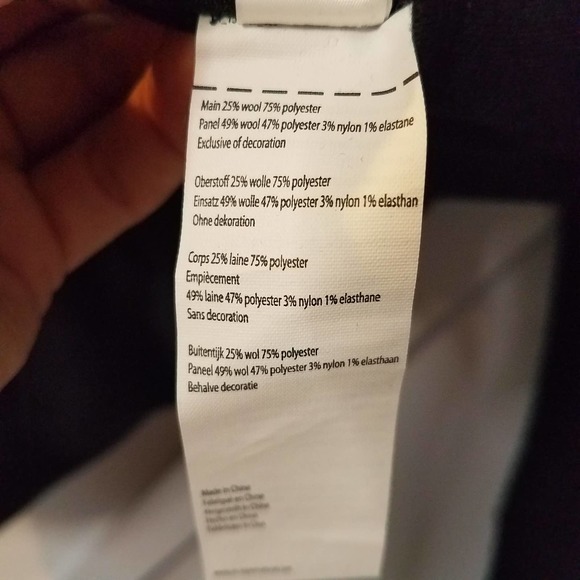 Main 25% wool 75% polyester
Panel 49% wool 47% polyester 3% nylon 1% elastane
Exclusive of decoration
Oberstoff 25% wolle 75% polyester
Einsatz 49% wolle 47% polyester 3% nylon 1% elasthan
Ohne dekoration
Corps 25% laine 75% polyester
Empiècement
49% laine 47% polyester 3% nylon 1% elasthane
Sans decoration
Buitentijk 25% wol 75% polyester
Paneel 49% wol 47% polyester 3% nylon 1% elasthaan
Behalve decoratie
Made in China
Fabriqué en Chine